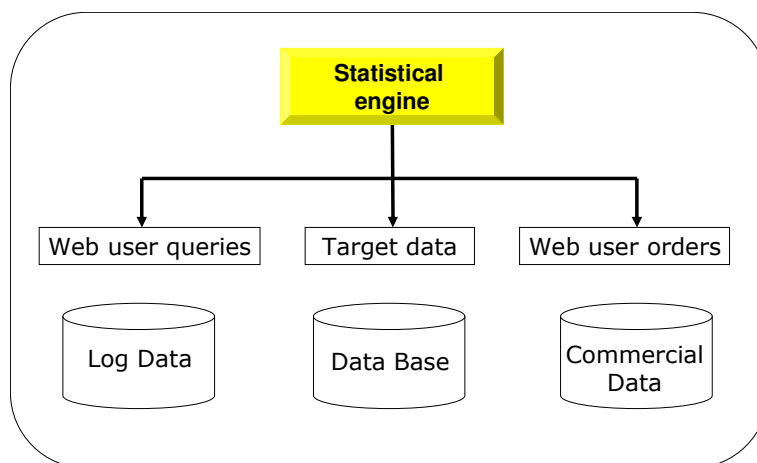 Statistical
engine
Web user queries
Target data
Web user orders
Log Data
Data Base
Commercial
Data